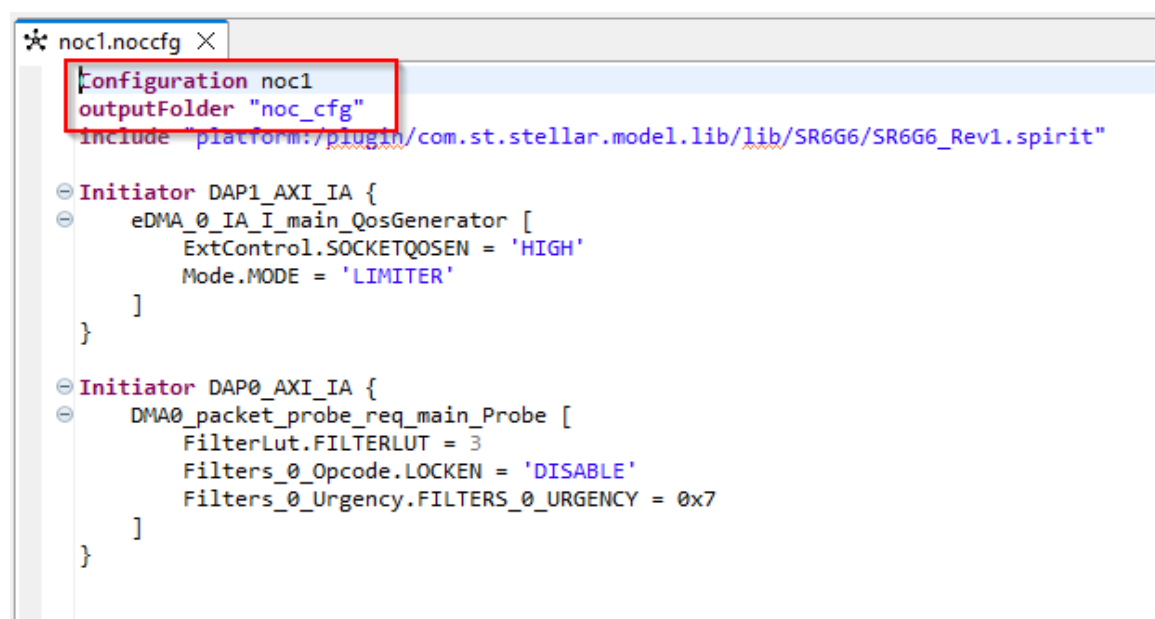 noc1.noccfg
Configuration noc1
outputFolder "noc_cfg"
include "platform:/plugin/com.st.stellar.model.lib/lib/SR6G6/SR6G6_Rev1.spirit"
Initiator DAP1_AXI_IA {
eDMA_0_IA_I_main_QosGenerator [
ExtControl.SOCKETQOSEN = 'HIGH'
Mode.MODE = 'LIMITER'
]
}
Initiator DAP0_AXI_IA {
DMA0_packet_probe_req_main_Probe [
FilterLut.FILTERLUT = 3
Filters_0_Opcode.LOCKEN = 'DISABLE'
Filters_0_Urgency.FILTERS_0_URGENCY = 0x7
]
}